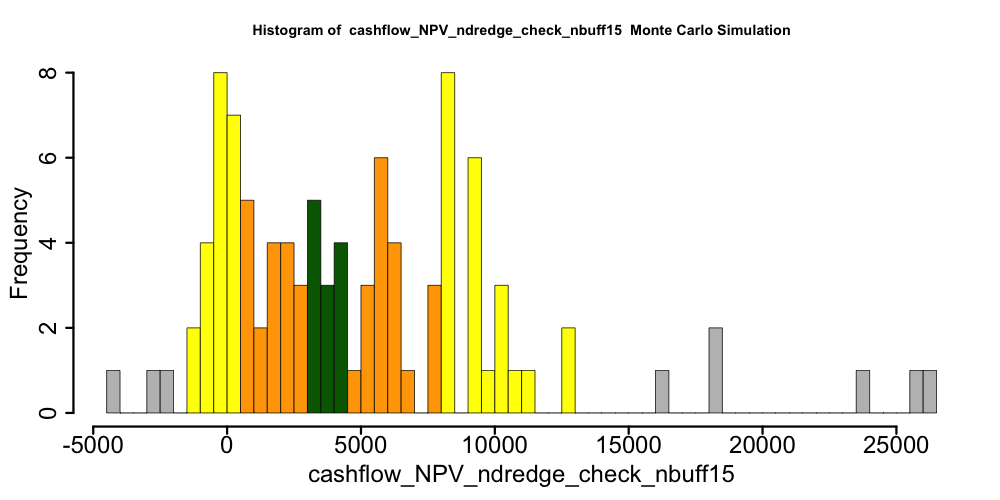 Histogram of  cashflow_NPV_ndredge_check_nbuff15  Monte Carlo Simulation
Frequency
8
6
4
2
0
-5000 0 5000 10000 15000 20000 25000
cashflow_NPV_ndredge_check_nbuff15